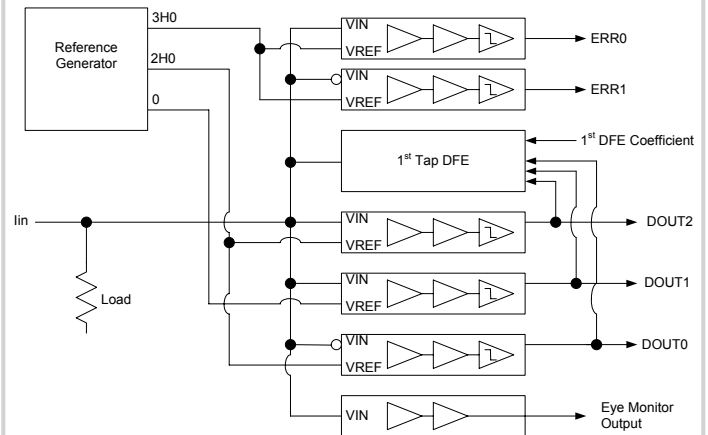 Reference
Generator
3H0
2H0
0
VIN
VREF
ERR0
VIN
VREF
ERR1
1st Tap DFE
1st DFE Coefficient
Iin
Load
VIN
VREF
DOUT2
VIN
VREF
DOUT1
VIN
VREF
DOUT0
VIN
Eye Monitor
Output